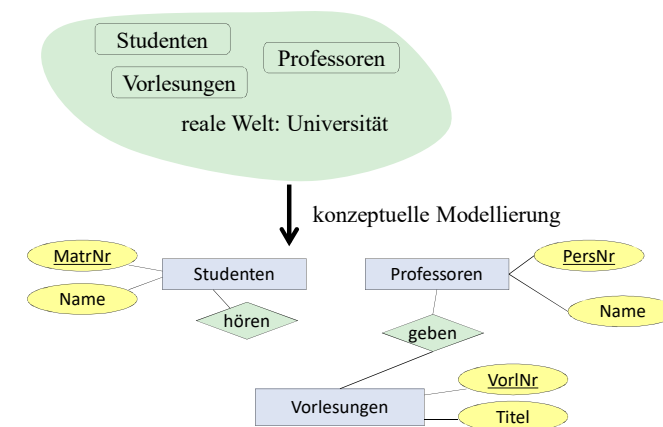 Studenten
Professoren
Vorlesungen
reale Welt: Universität
konzeptuelle Modellierung
MatrNr
Studenten
Professoren
PersNr
Name
Name
hören
geben
VorlNr
Vorlesungen
Titel